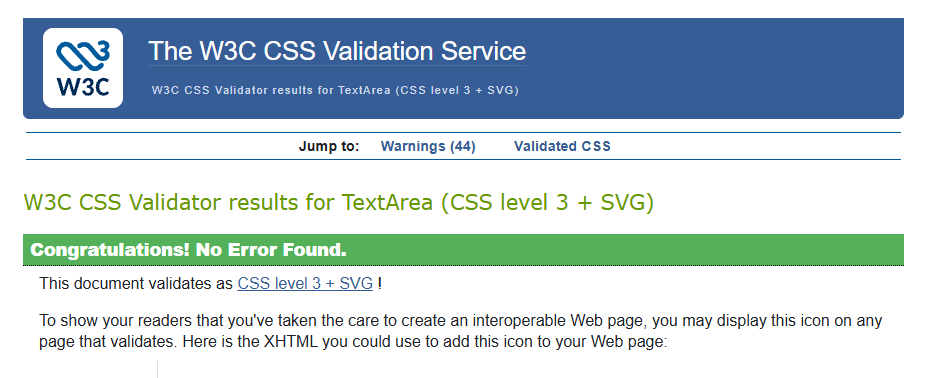 W3C
The W3C CSS Validation Service
W3C CSS Validator results for TextArea (CSS level 3 + SVG)
Jump to: Warnings (44) Validated CSS
W3C CSS Validator results for TextArea (CSS level 3 + SVG)
Congratulations! No Error Found.
This document validates as CSS level 3 + SVG !
To show your readers that you've taken the care to create an interoperable Web page, you may display this icon on any
page that validates. Here is the XHTML you could use to add this icon to your Web page: